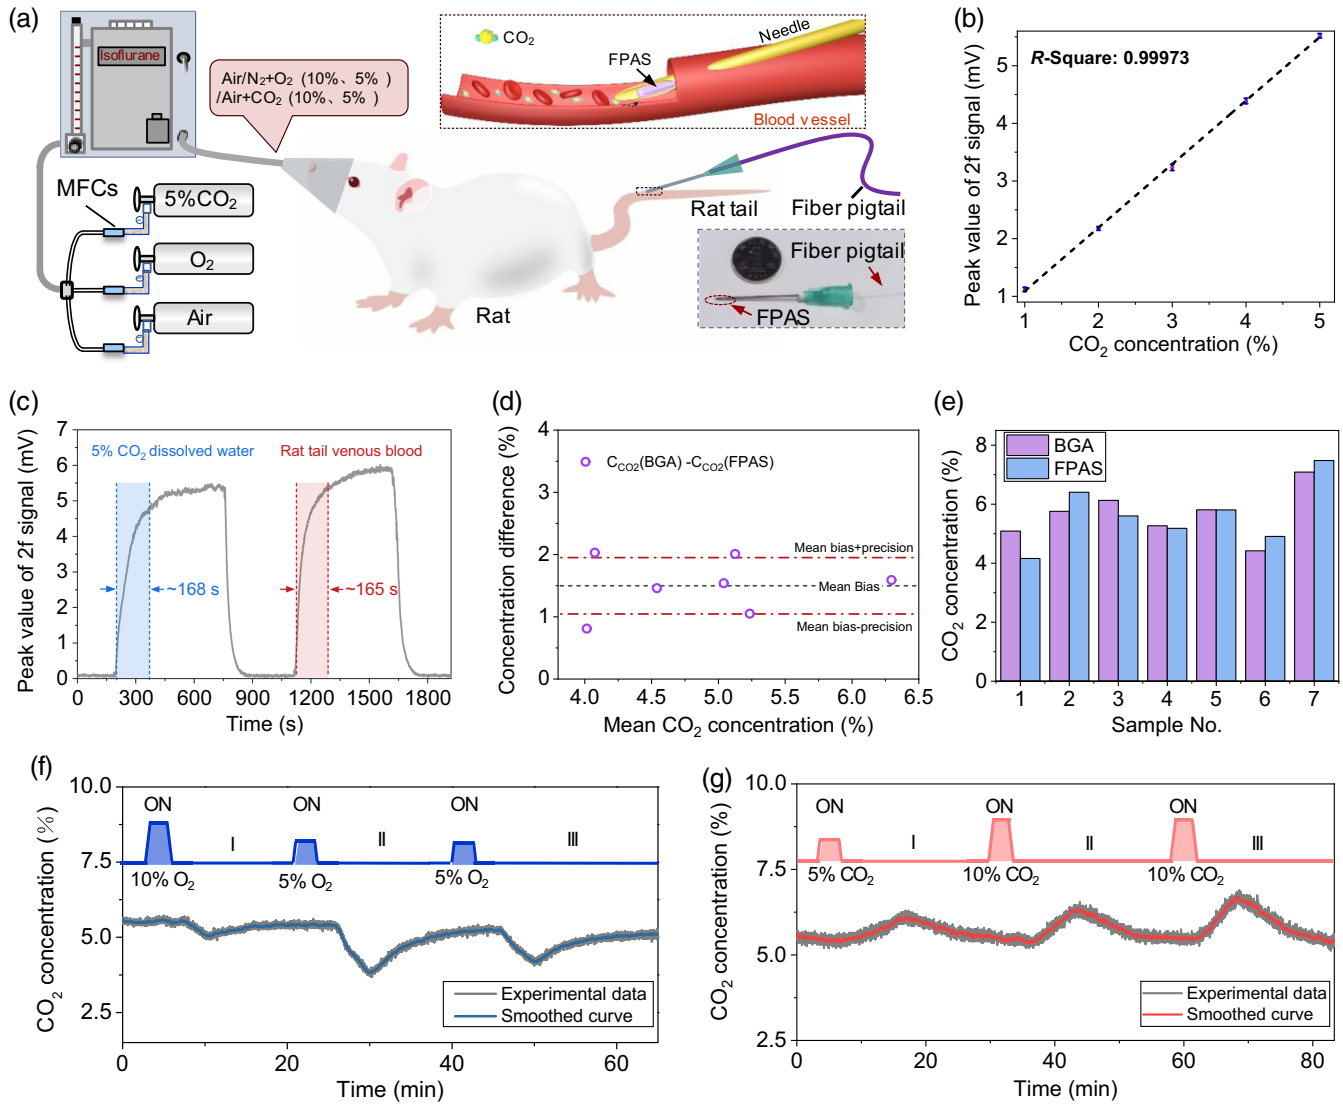 (a)
Isoflurane
Air/N₂+O₂ (10%、5% )
/Air+CO₂ (10%、5% )
CO₂
Needle
FPAS
Blood vessel
MFCs
5%CO₂
O₂
Air
Rat
Rat tail
Fiber pigtail
Fiber pigtail
FPAS
(b)
R-Square: 0.99973
Peak value of 2f signal (mV)
5
4
3
2
1
1 2 3 4 5
CO₂ concentration (%)
(c)
Peak value of 2f signal (mV)
7
6
5
4
3
2
1
0
5% CO₂ dissolved water
Rat tail venous blood
~168 s
~165 s
0 300 600 900 1200 1500 1800
Time (s)
(d)
Concentration difference (%)
4
3
2
1
0
C_CO2(BGA) -C_CO2(FPAS)
Mean bias+precision
Mean Bias
Mean bias-precision
4.0 4.5 5.0 5.5 6.0 6.5
Mean CO₂ concentration (%)
(e)
CO₂ concentration (%)
8
6
4
2
0
BGA
FPAS
1 2 3 4 5 6 7
Sample No.
(f)
CO₂ concentration (%)
10.0
7.5
5.0
2.5
ON ON ON
I II III
10% O₂ 5% O₂ 5% O₂
Experimental data
Smoothed curve
0 20 40 60
Time (min)
(g)
CO₂ concentration (%)
10.0
7.5
5.0
2.5
ON ON ON
I II III
5% CO₂ 10% CO₂ 10% CO₂
Experimental data
Smoothed curve
0 20 40 60 80
Time (min)